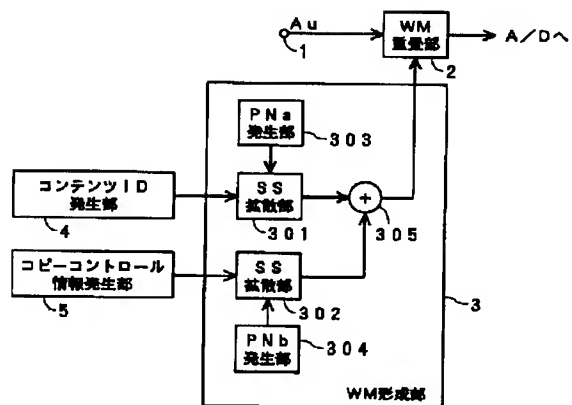 Au
1
WM
重畳部
2
A/Dへ
PNa
発生部
303
コンテンツID
発生部
4
SS
拡散部
301
+
305
コピーコントロール
情報発生部
5
SS
拡散部
302
3
PNb
発生部
304
WM形成部